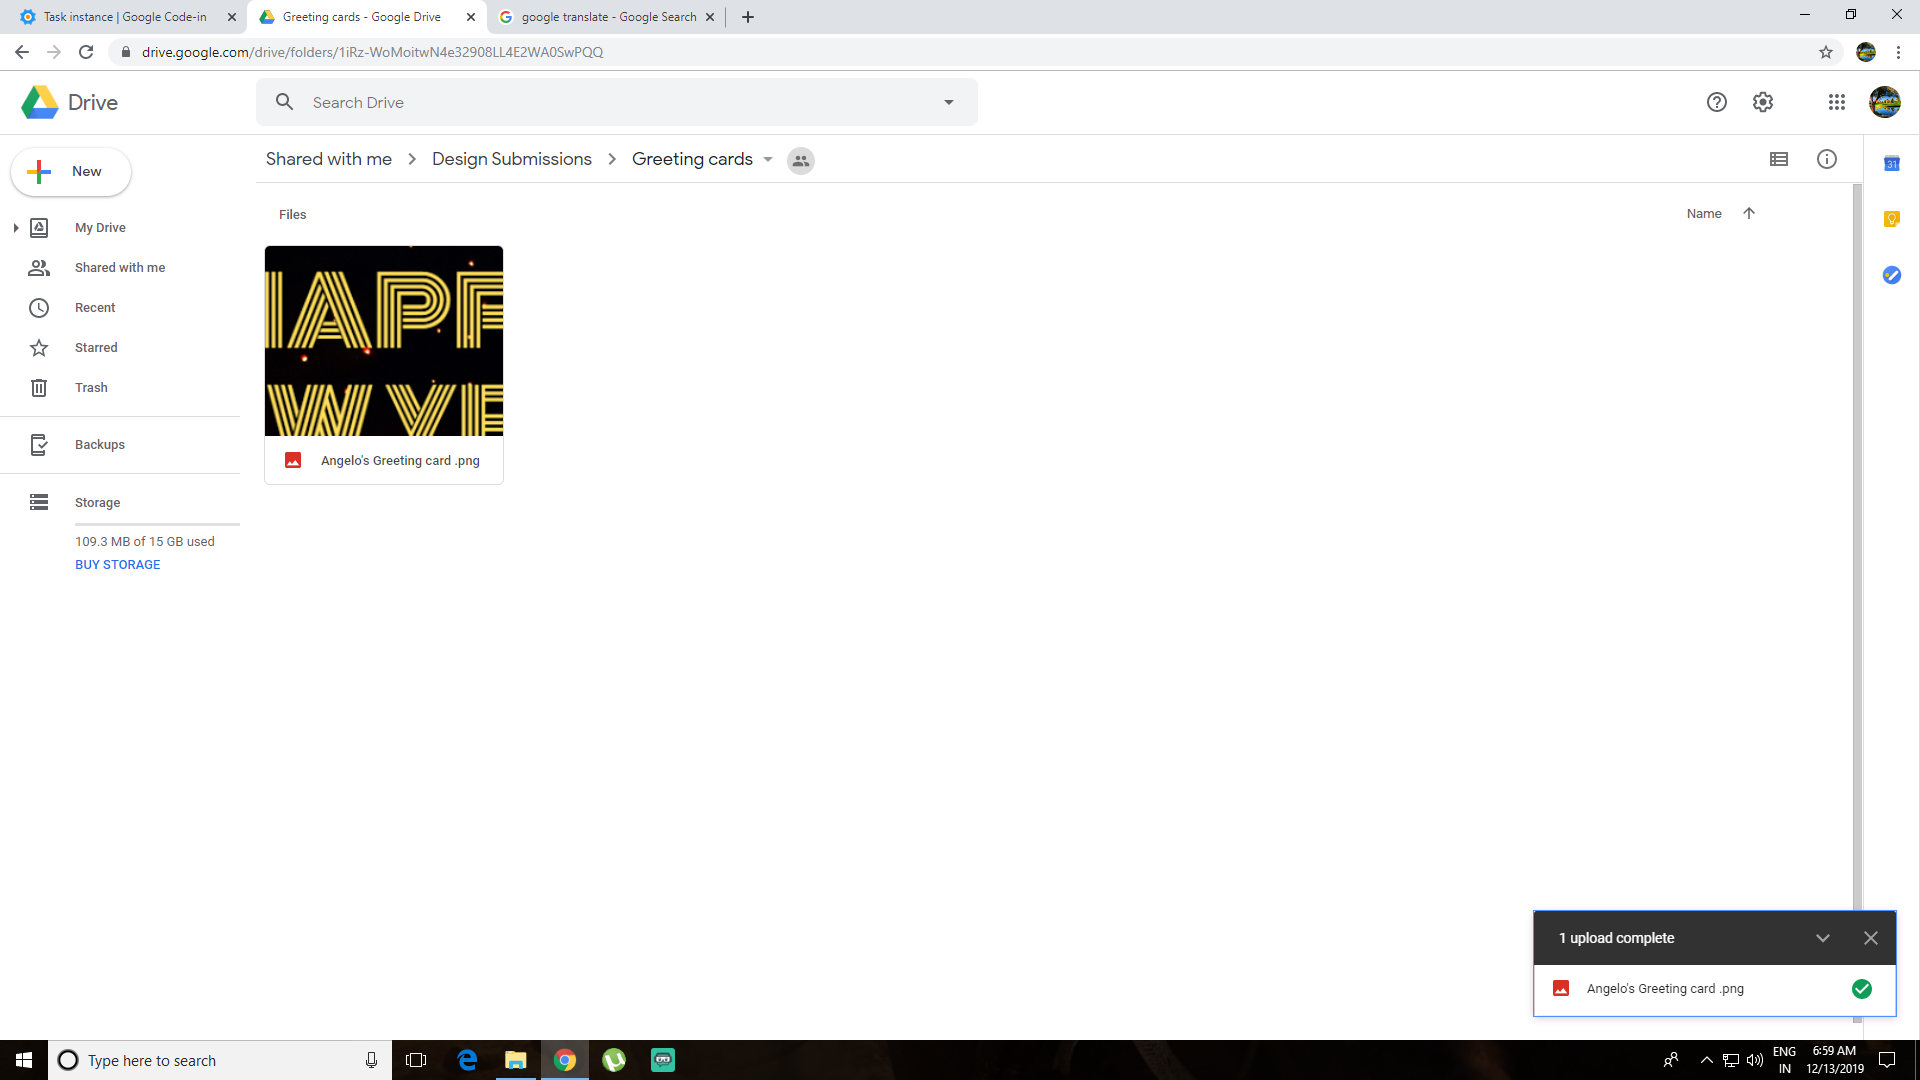 Task instance | Google Code-in
Greeting cards - Google Drive
google translate - Google Search
drive.google.com/drive/folders/1iRz-WoMoitwN4e32908LL4E2WA0SwPQQ
Drive
Search Drive
New
Shared with me
Design Submissions
Greeting cards
31
My Drive
Shared with me
Recent
Starred
Trash
Backups
Storage
109.3 MB of 15 GB used
BUY STORAGE
Files
Name
IAPP
W YE
Angelo's Greeting card .png
1 upload complete
Angelo's Greeting card .png
Type here to search
ENG
IN
6:59 AM
12/13/2019